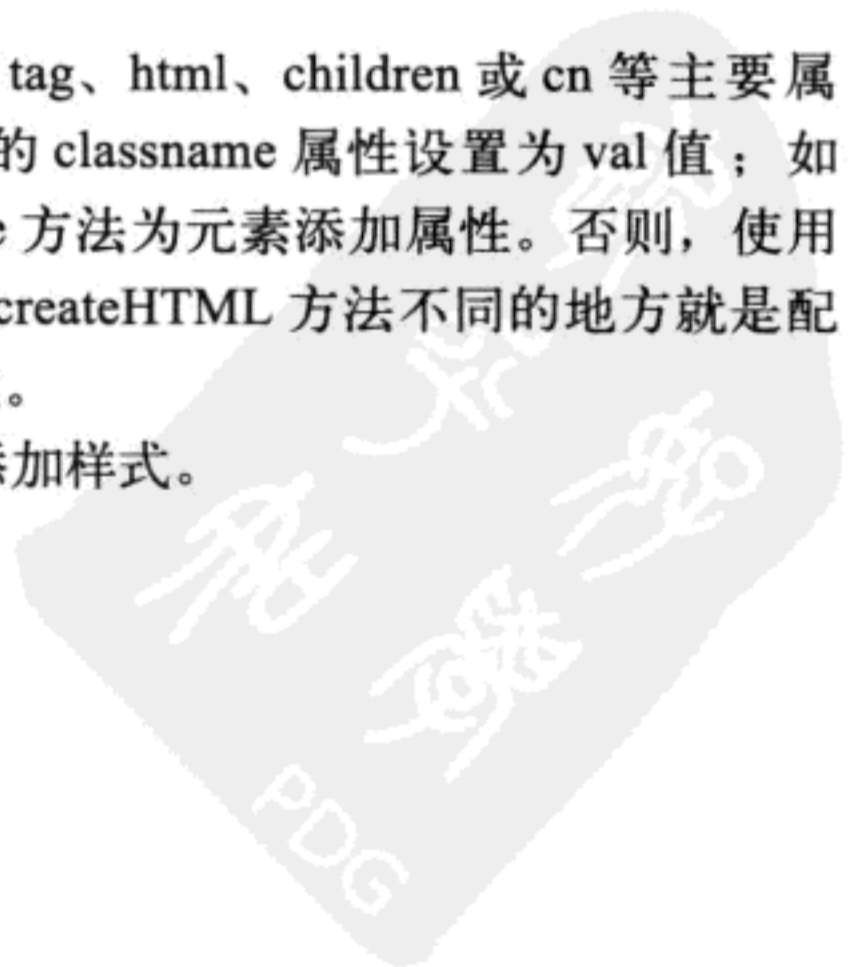 tag、html、children 或 cn 等主要属
的 classname 属性设置为 val 值；如
e 方法为元素添加属性。否则，使用
createHTML 方法不同的地方就是配
。
添加样式。
PDG